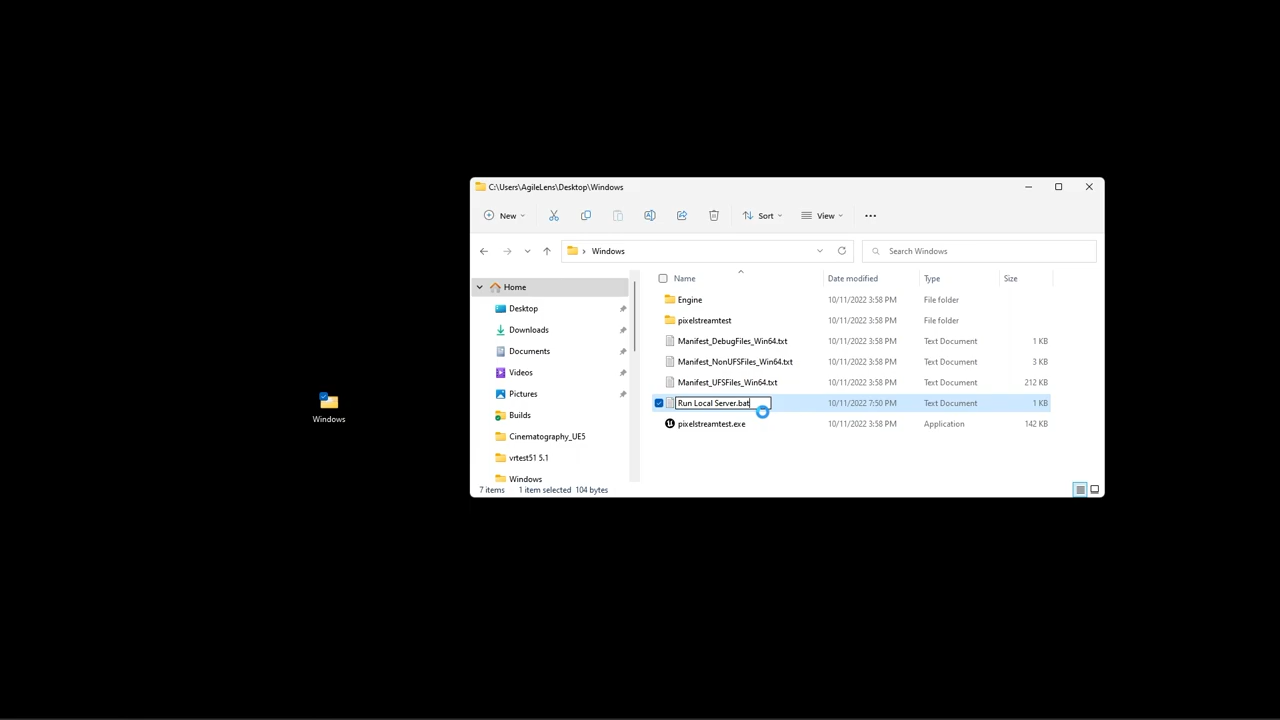 C:\Users\AgileLens\Desktop\Windows
New
Sort
View
Windows
Search Windows
Home
Desktop
Downloads
Documents
Videos
Pictures
Builds
Cinematography_UE5
vrtest51 5.1
Windows
Name Date modified Type Size
Engine 10/11/2022 3:58 PM File folder
pixelstreamtest 10/11/2022 3:58 PM File folder
Manifest_DebugFiles_Win64.txt 10/11/2022 3:58 PM Text Document 1 KB
Manifest_NonUFSFiles_Win64.txt 10/11/2022 3:58 PM Text Document 3 KB
Manifest_UFSFiles_Win64.txt 10/11/2022 3:58 PM Text Document 212 KB
Run Local Server.bat 10/11/2022 7:50 PM Text Document 1 KB
pixelstreamtest.exe 10/11/2022 3:58 PM Application 142 KB
7 items 1 item selected 104 bytes
Windows